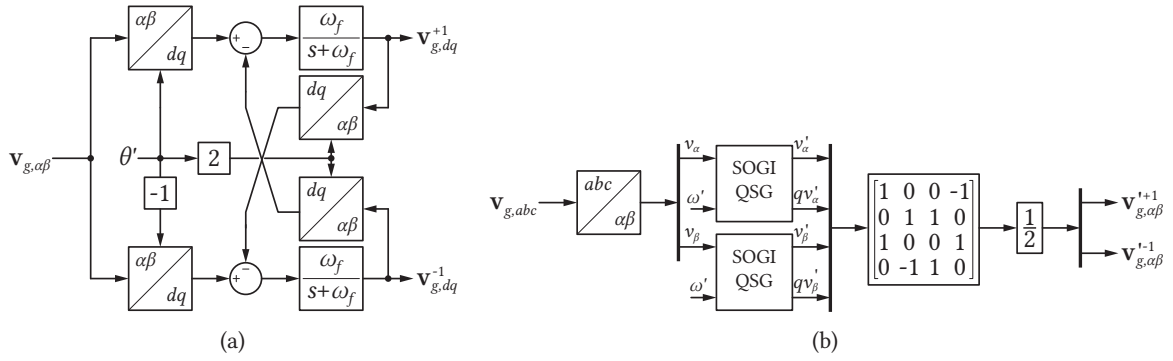 αβ
dq
+
−
ω_f
s+ω_f
v^{+1}_{g,dq}
dq
αβ
v_{g,αβ}
θ'
2
-1
dq
αβ
αβ
dq
+
−
ω_f
s+ω_f
v^{-1}_{g,dq}
(a)
v_{g,abc}
abc
αβ
v_α
ω'
SOGI
QSG
v'_α
qv'_α
v_β
ω'
SOGI
QSG
v'_β
qv'_β
1 0 0 -1
0 1 1 0
1 0 0 1
0 -1 1 0
1
2
v'^{+1}_{g,αβ}
v'^{-1}_{g,αβ}
(b)